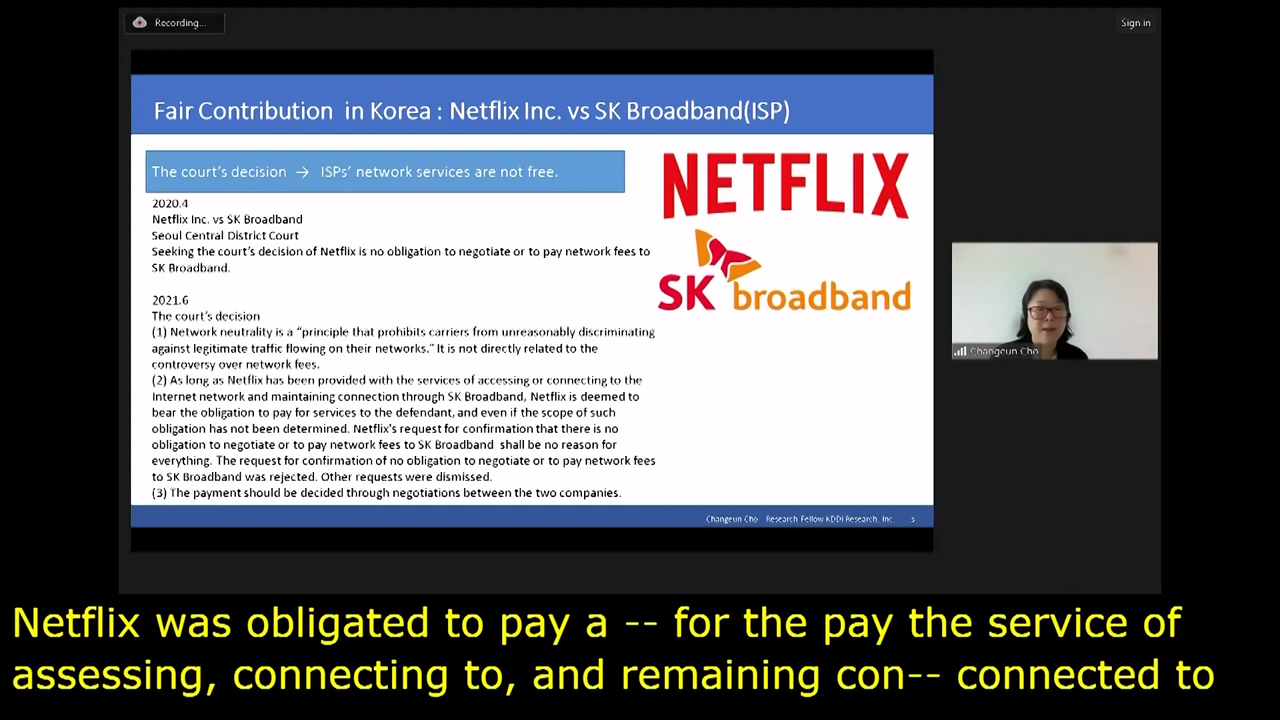 Recording...
Sign in
Fair Contribution in Korea : Netflix Inc. vs SK Broadband(ISP)
The court's decision → ISPs' network services are not free.
NETFLIX
SK broadband
2020.4
Netflix Inc. vs SK Broadband
Seoul Central District Court
Seeking the court's decision of Netflix is no obligation to negotiate or to pay network fees to
SK Broadband.
2021.6
The court's decision
(1) Network neutrality is a “principle that prohibits carriers from unreasonably discriminating
against legitimate traffic flowing on their networks.” It is not directly related to the
controversy over network fees.
(2) As long as Netflix has been provided with the services of accessing or connecting to the
Internet network and maintaining connection through SK Broadband, Netflix is deemed to
bear the obligation to pay for services to the defendant, and even if the scope of such
obligation has not been determined. Netflix's request for confirmation that there is no
obligation to negotiate or to pay network fees to SK Broadband shall be no reason for
everything. The request for confirmation of no obligation to negotiate or to pay network fees
to SK Broadband was rejected. Other requests were dismissed.
(3) The payment should be decided through negotiations between the two companies.
Changeun Cho Research Fellow KDDI Research, Inc. 3
Changeun Cho
Netflix was obligated to pay a -- for the pay the service of
assessing, connecting to, and remaining con-- connected to